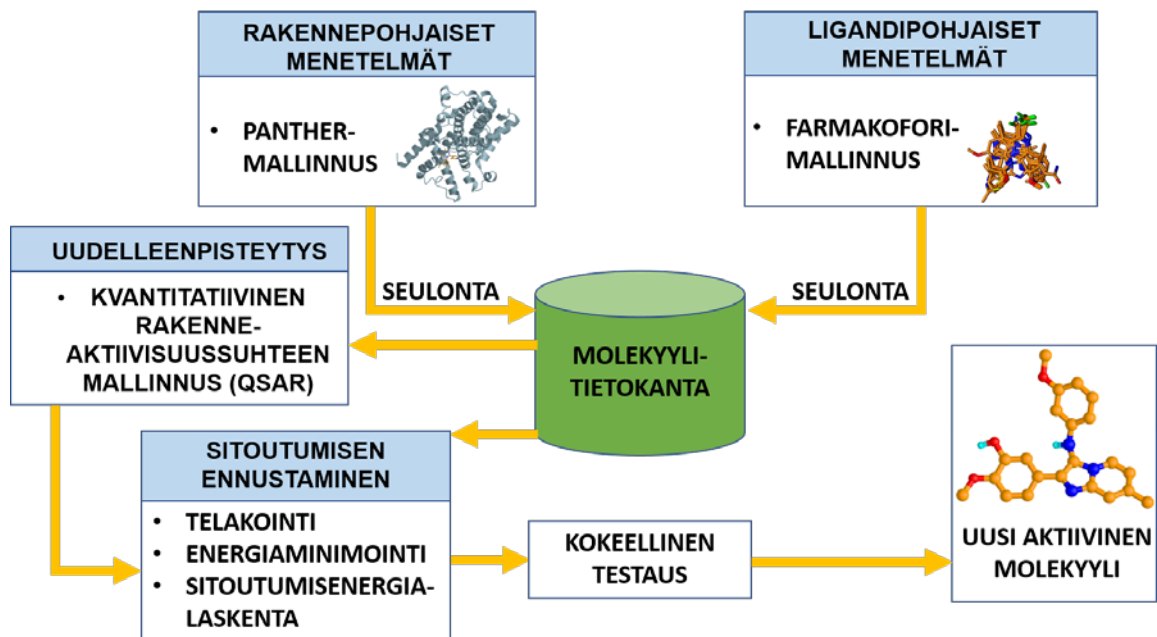 RAKENNEPOHJAISET
MENETELMÄT
• PANTHER-
MALLINNUS
LIGANDIPOHJAISET
MENETELMÄT
• FARMAKOFORI-
MALLINNUS
UUDELLEENPISTEYTYS
• KVANTITATIIVINEN
RAKENNE-
AKTIIVISUUSSUHTEEN
MALLINNUS (QSAR)
SEULONTA
SEULONTA
MOLEKYYLI-
TIETOKANTA
SITOUTUMISEN
ENNUSTAMINEN
• TELAKOINTI
• ENERGIAMINIMOINTI
• SITOUTUMISENERGIA-
LASKENTA
KOKEELLINEN
TESTAUS
UUSI AKTIIVINEN
MOLEKYYLI